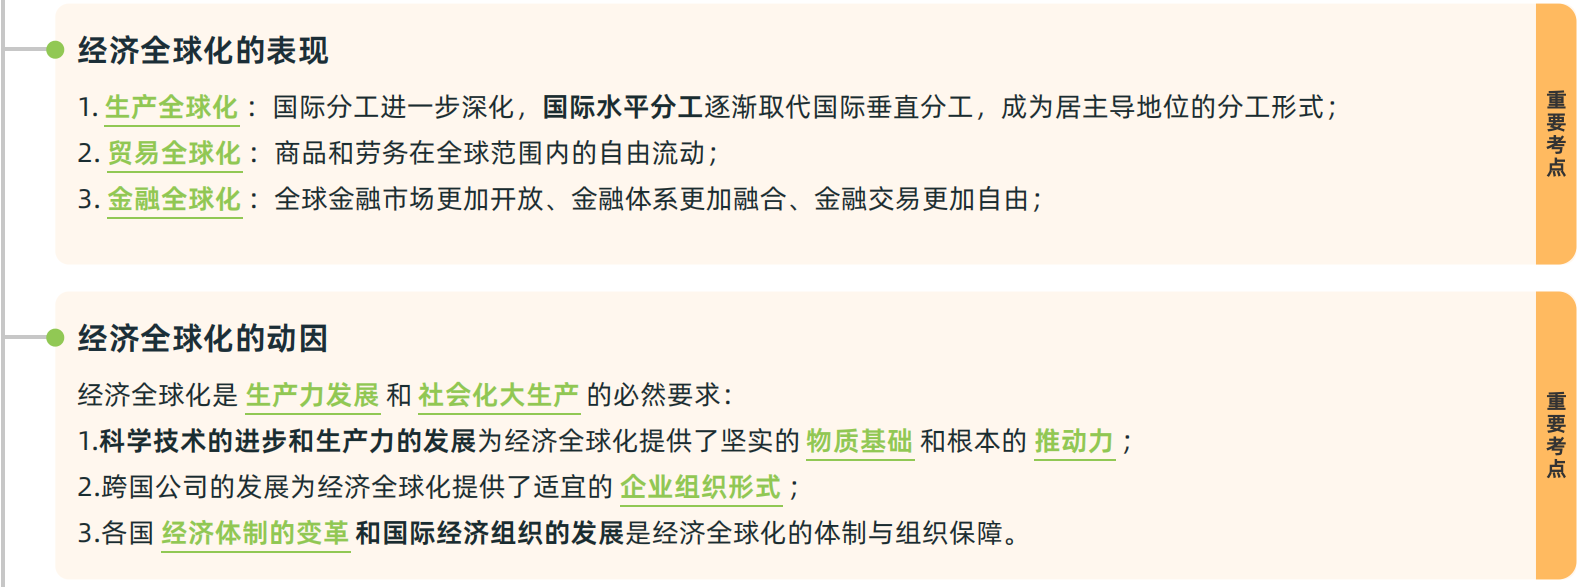 经济全球化的表现
1. 生产全球化：国际分工进一步深化，国际水平分工逐渐取代国际垂直分工，成为居主导地位的分工形式；
2. 贸易全球化：商品和劳务在全球范围内的自由流动；
3. 金融全球化：全球金融市场更加开放、金融体系更加融合、金融交易更加自由；
重要考点
经济全球化的动因
经济全球化是 生产力发展 和 社会化大生产 的必然要求：
1.科学技术的进步和生产力的发展为经济全球化提供了坚实的 物质基础 和根本的 推动力；
2.跨国公司的发展为经济全球化提供了适宜的 企业组织形式；
3.各国 经济体制的变革 和国际经济组织的发展是经济全球化的体制与组织保障。
重要考点